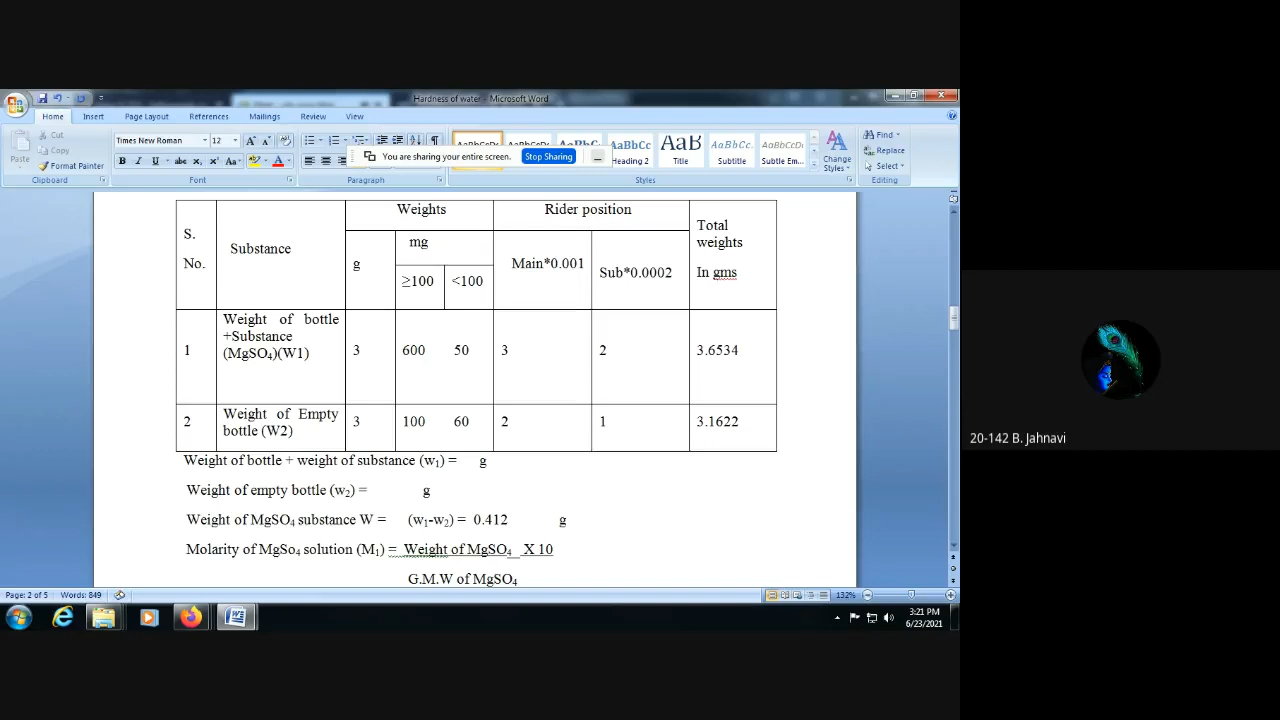 Hardness of water - Microsoft Word
Home Insert Page Layout References Mailings Review View
Cut
Copy
Format Painter
Paste
Clipboard
Times New Roman 12
Font
Paragraph
You are sharing your entire screen. Stop Sharing
Heading 2 Title Subtitle Subtle Em...
Change Styles
Styles
Find
Replace
Select
Editing
S. No. Substance Weights Rider position Total weights In gms
g mg Main*0.001 Sub*0.0002
≥100 <100
1 Weight of bottle +Substance (MgSO₄)(W1) 3 600 50 3 2 3.6534
2 Weight of Empty bottle (W2) 3 100 60 2 1 3.1622
Weight of bottle + weight of substance (w₁) = g
Weight of empty bottle (w₂) = g
Weight of MgSO₄ substance W = (w₁-w₂) = 0.412 g
Molarity of MgSo₄ solution (M₁) = Weight of MgSO₄ X 10
G.M.W of MgSO₄
Page: 2 of 5 Words: 849 132%
3:21 PM
6/23/2021
20-142 B. Jahnavi